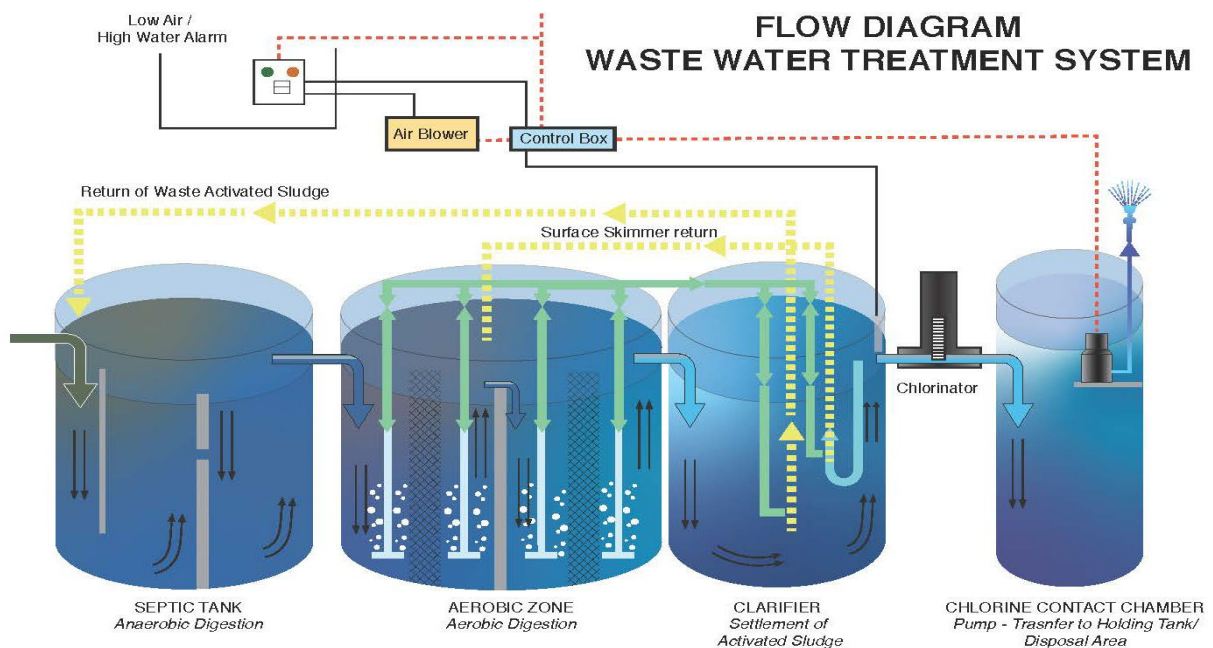 Low Air /
High Water Alarm
FLOW DIAGRAM
WASTE WATER TREATMENT SYSTEM
Air Blower
Control Box
Return of Waste Activated Sludge
Surface Skimmer return
Chlorinator
SEPTIC TANK
Anaerobic Digestion
AEROBIC ZONE
Aerobic Digestion
CLARIFIER
Settlement of
Activated Sludge
CHLORINE CONTACT CHAMBER
Pump - Trasnfer to Holding Tank/
Disposal Area